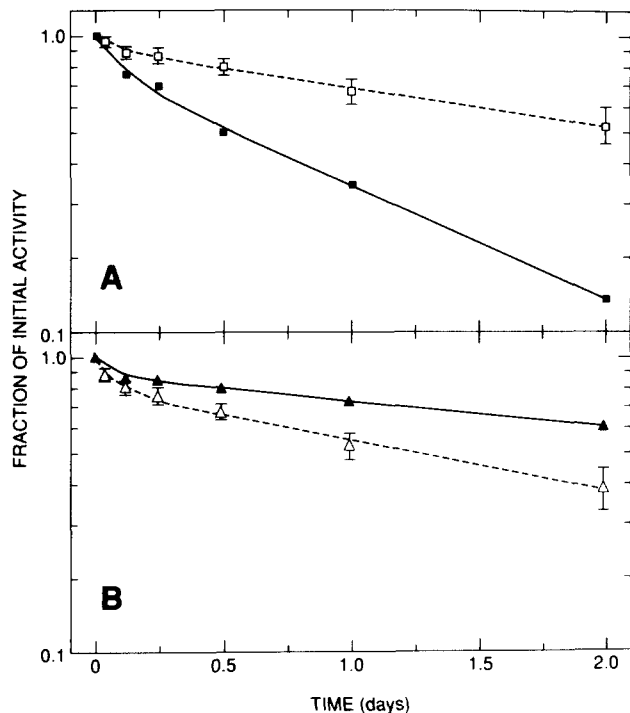 1.0
A
0.1
FRACTION OF INITIAL ACTIVITY
1.0
B
0.1
0 0.5 1.0 1.5 2.0
TIME (days)